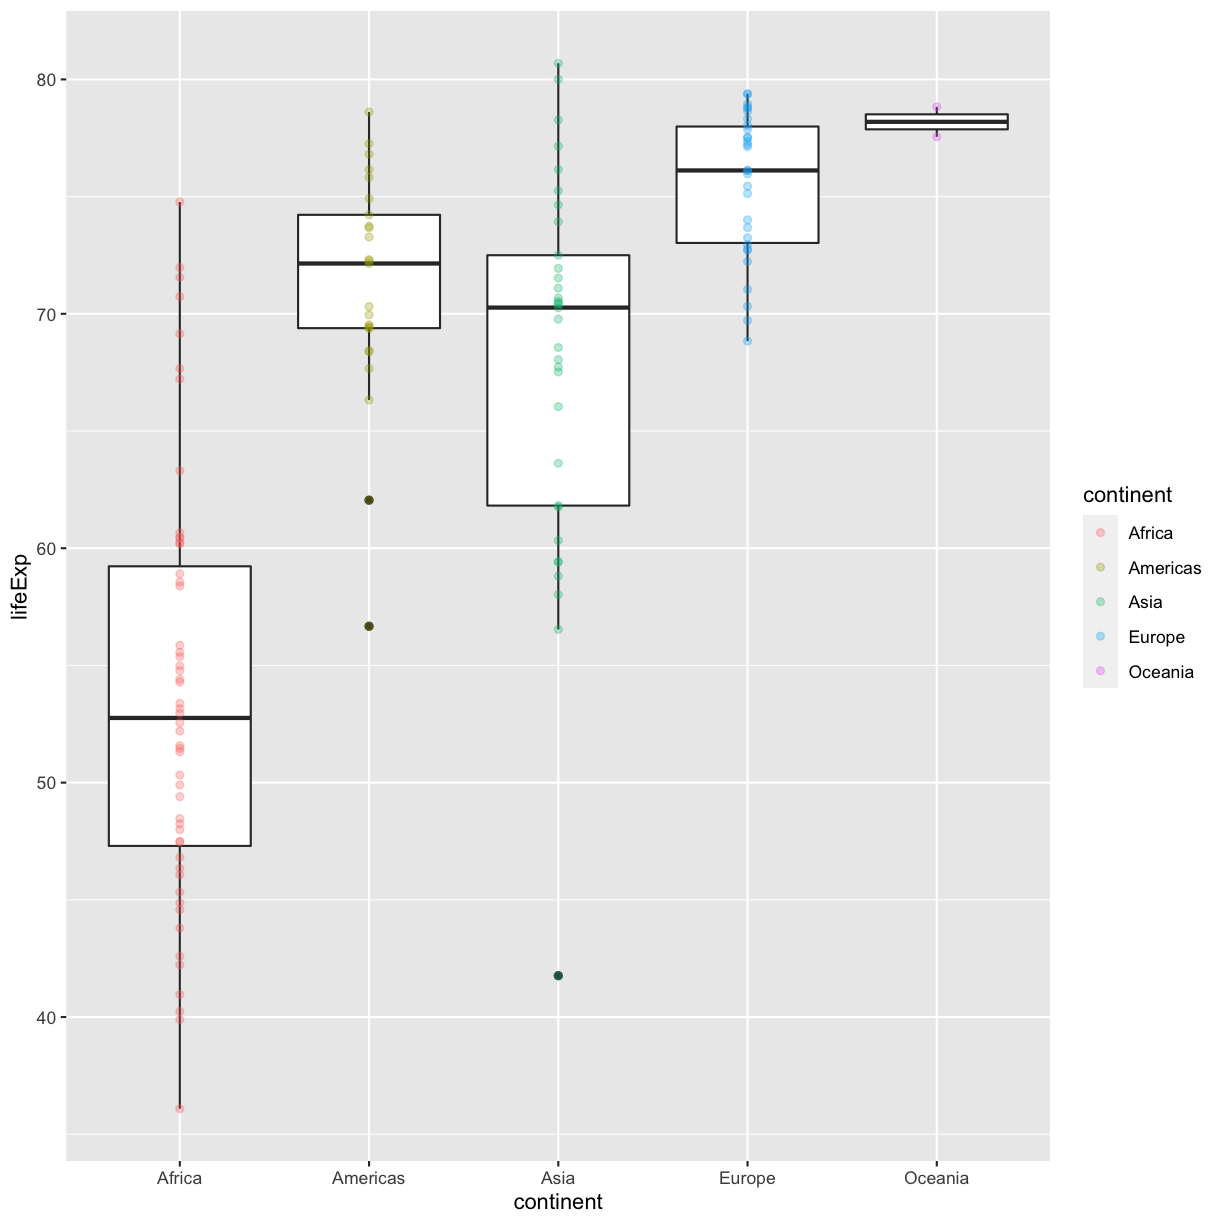 80
70
60
50
40
lifeExp
Africa
Americas
Asia
Europe
Oceania
continent
continent
Africa
Americas
Asia
Europe
Oceania